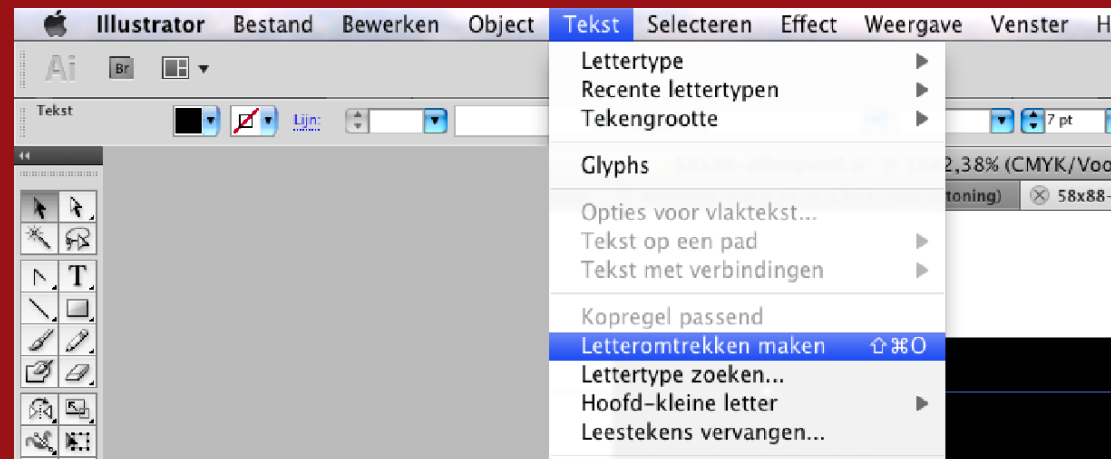 Illustrator Bestand Bewerken Object Tekst Selecteren Effect Weergave Venster H
Ai Br
Tekst
Lijn:
7 pt
Lettertype
Recente lettertypen
Tekengrootte
Glyphs
2,38% (CMYK/Voo
toning) 58x88-
Opties voor vlaktekst...
Tekst op een pad
Tekst met verbindingen
Kopregel passend
Letteromtrekken maken ⇧⌘O
Lettertype zoeken...
Hoofd-kleine letter
Leestekens vervangen...
T